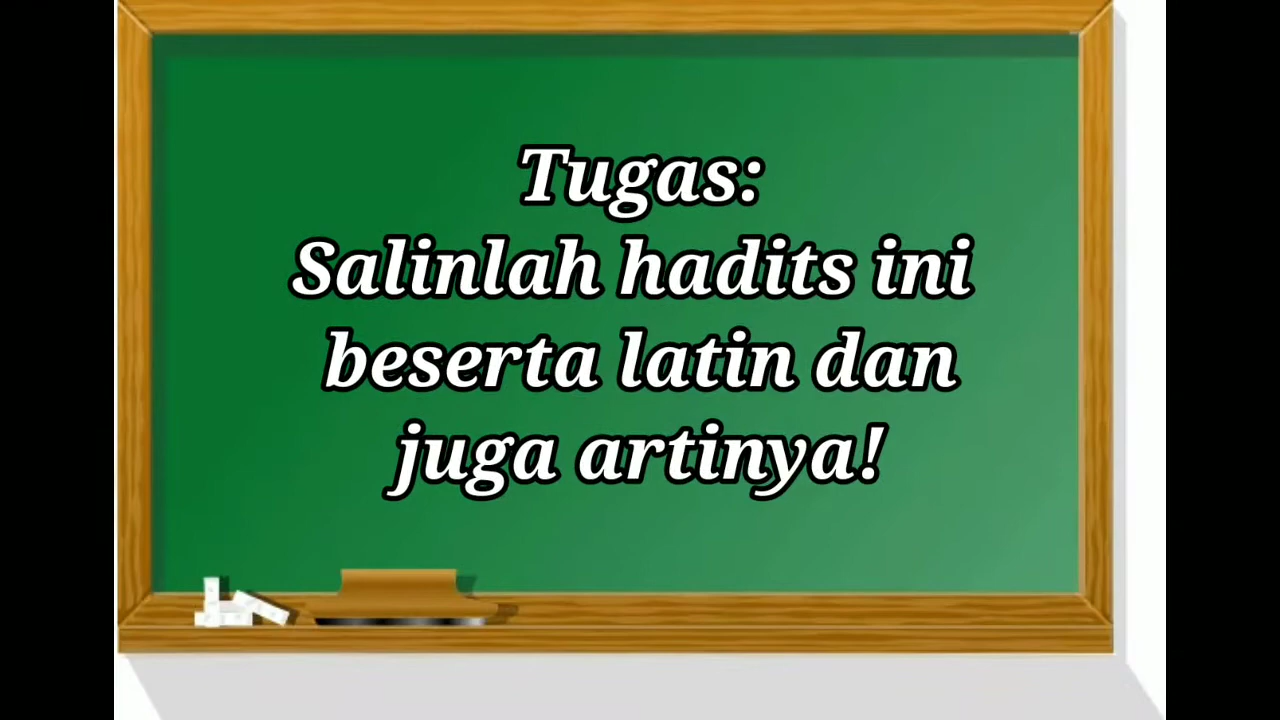 Tugas:
Salinlah hadits ini
beserta latin dan
juga artinya!